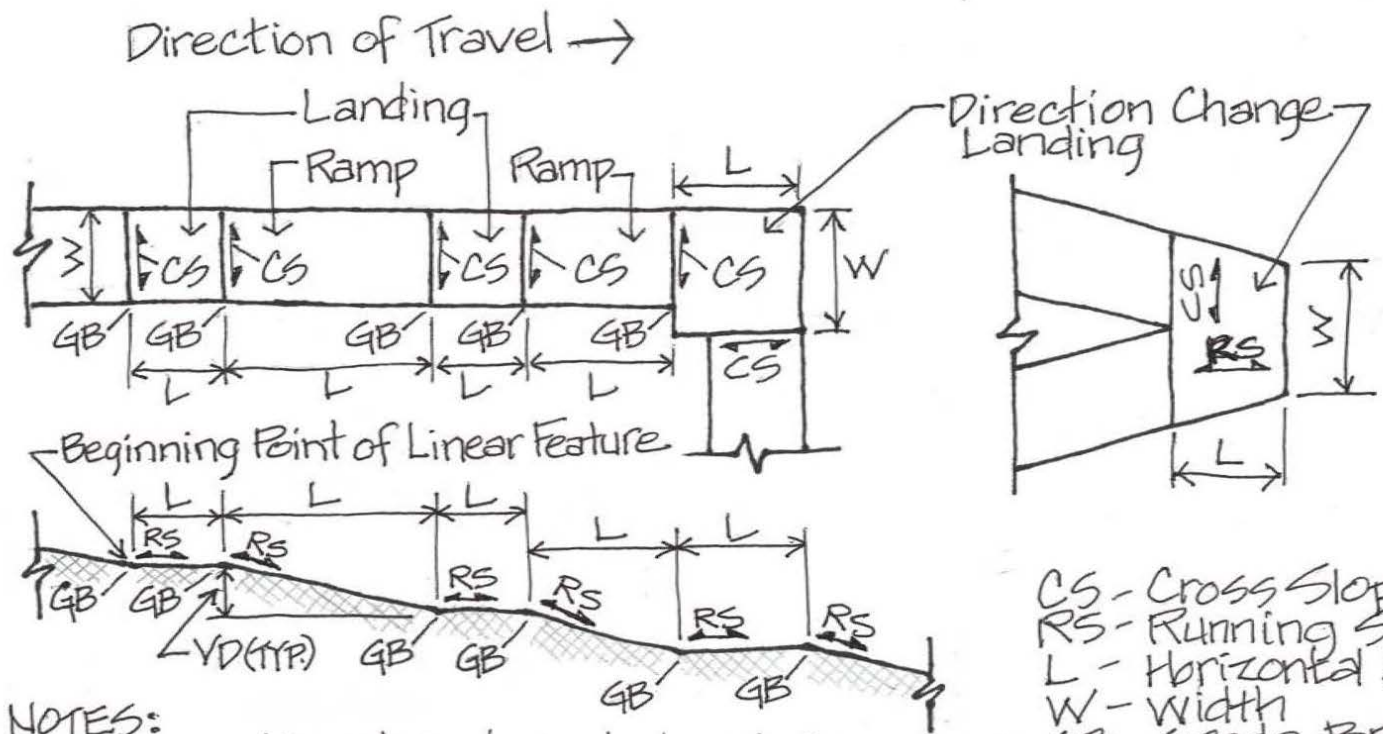 Direction of Travel →
Landing
Direction Change
Landing
Ramp
Ramp
L
W
CS
CS
CS
CS
CS
W
CS
RS
W
GB
GB
GB
GB
GB
CS
L
L
L
L
L
Beginning Point of Linear Feature
L
L
L
L
L
RS
RS
RS
RS
RS
RS
GB
GB
VD (TYP.)
GB
GB
GB
GB
CS - Cross
RS - Running
L - Horizontal
W - Width
NOTES: